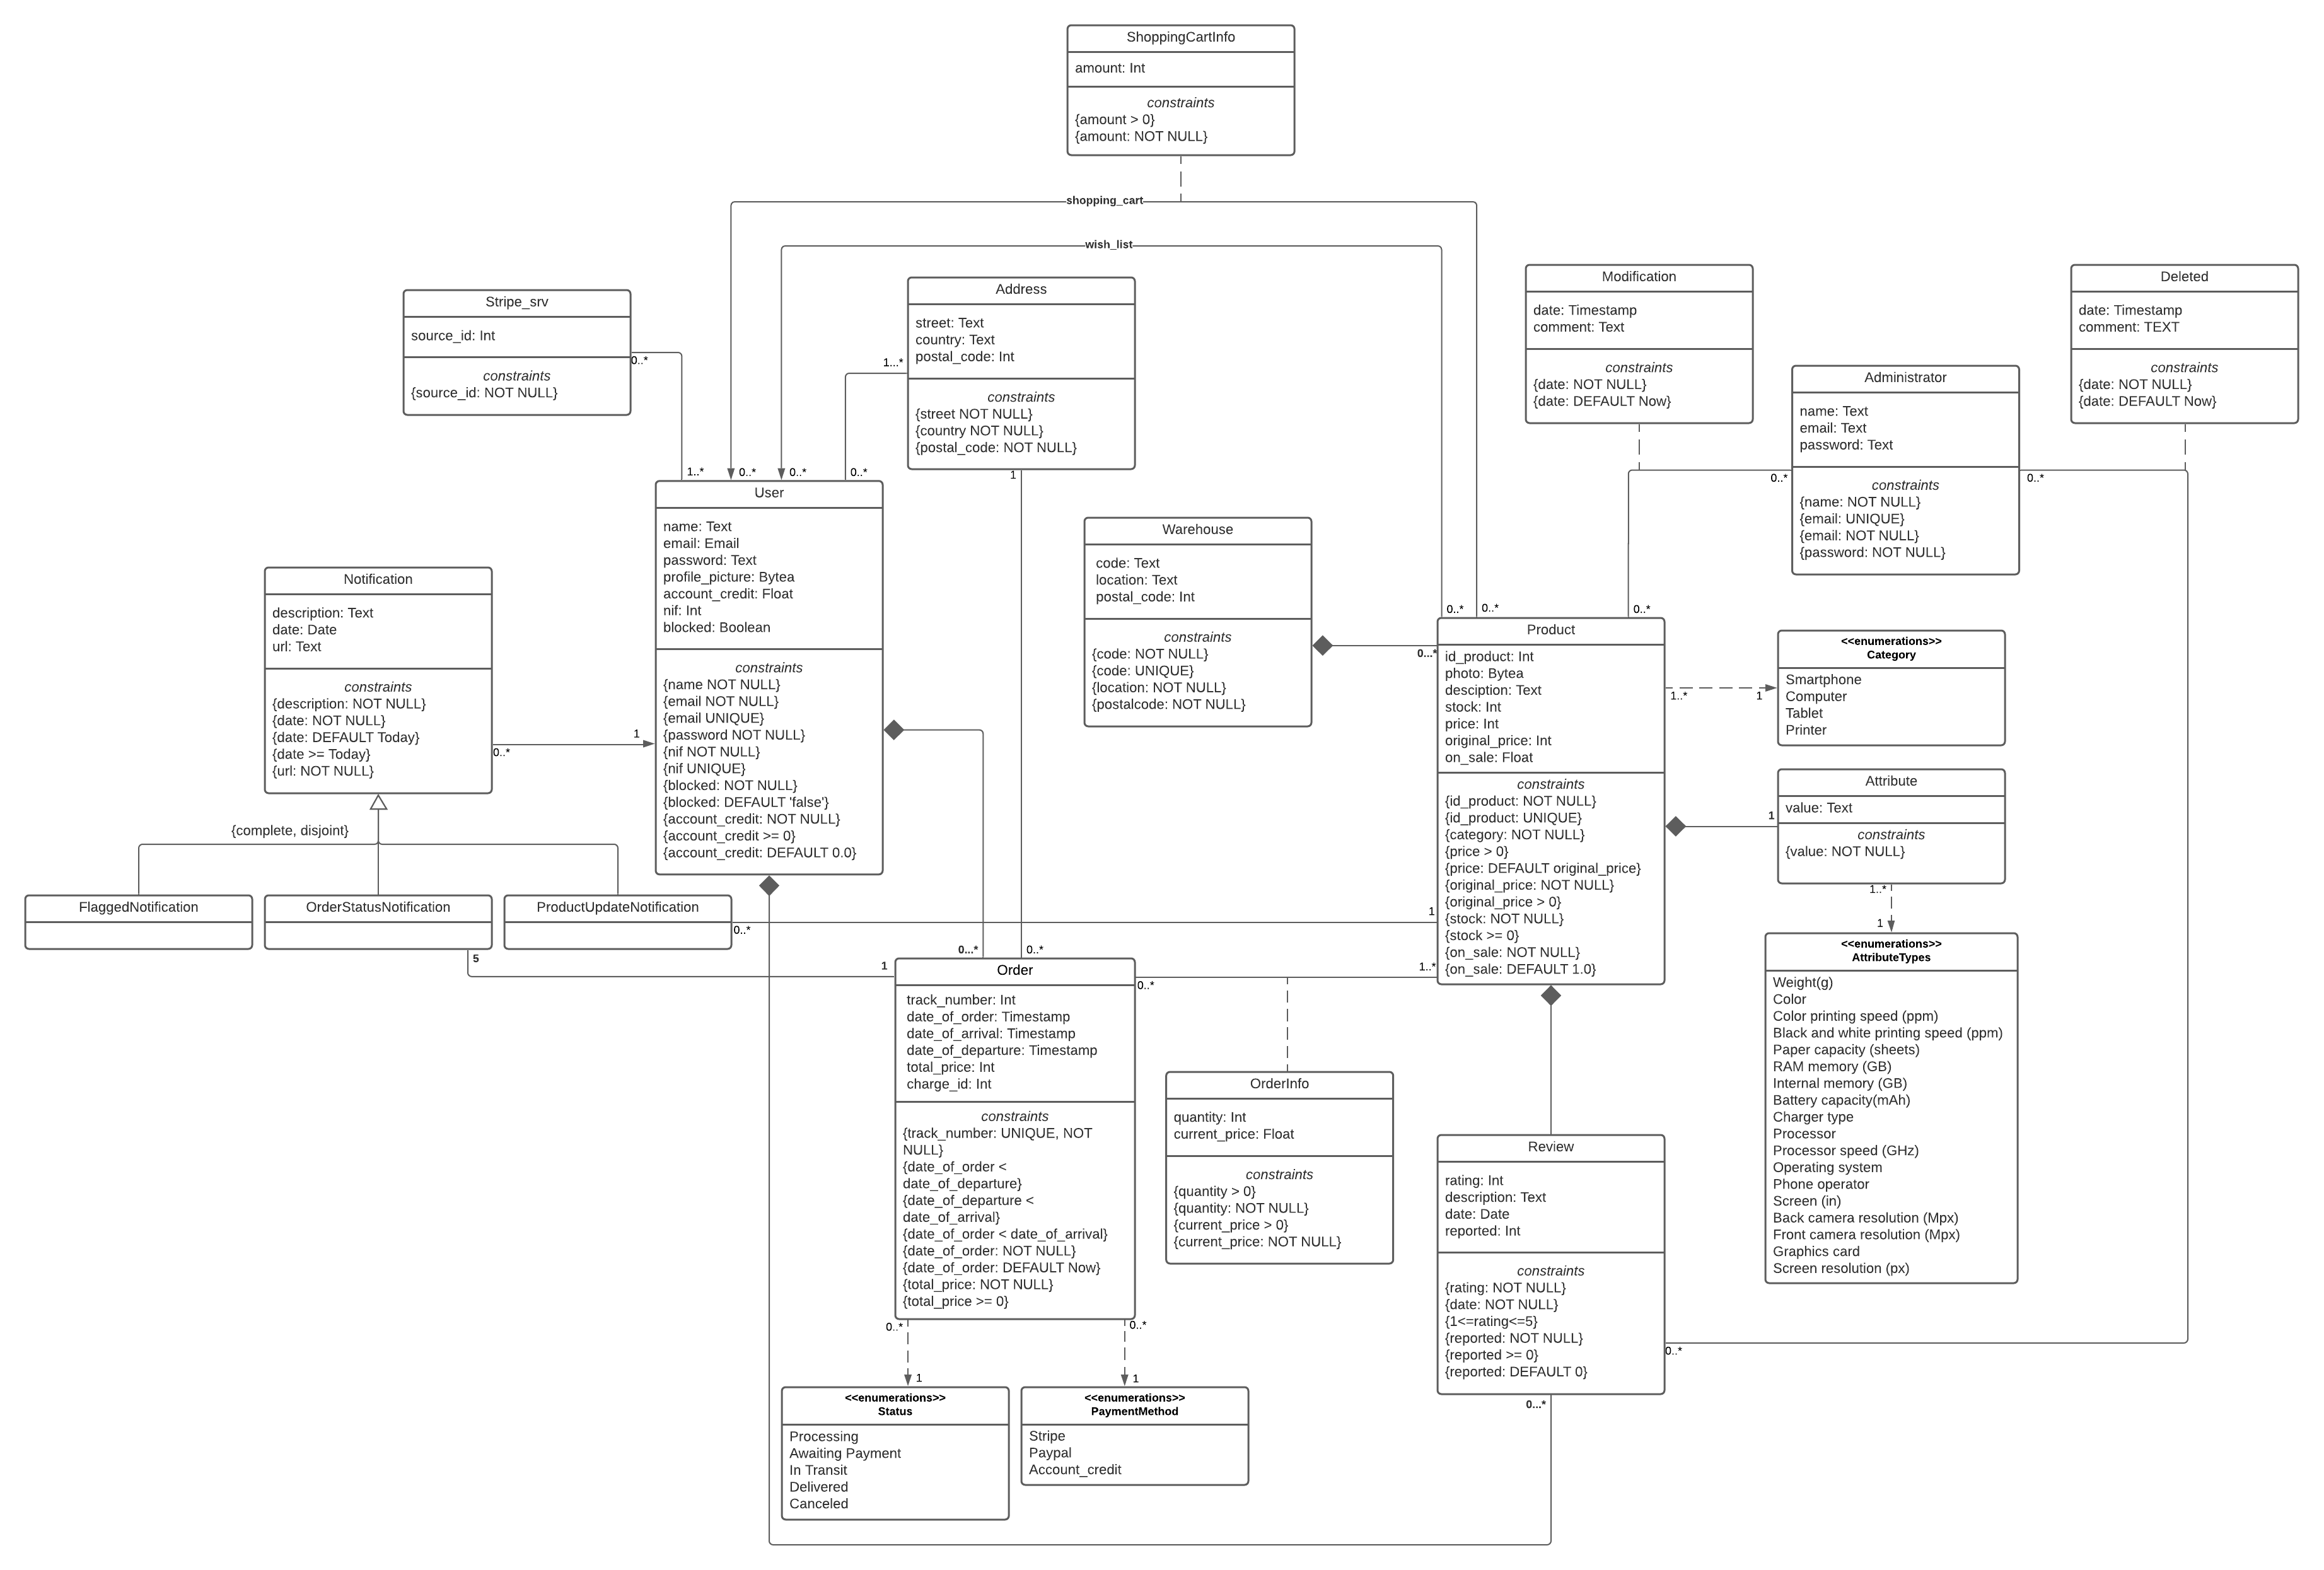 ShoppingCartInfo
amount: Int
constraints
{amount > 0}
{amount: NOT NULL}
shopping_cart
wish_list
Stripe_srv
source_id: Int
constraints
{source_id: NOT NULL}
0..*
1..*
0..*
0..*
0..*
Address
street: Text
country: Text
postal_code: Int
constraints
{street NOT NULL}
{country NOT NULL}
{postal_code: NOT NULL}
1...*
1
Modification
date: Timestamp
comment: Text
constraints
{date: NOT NULL}
{date: DEFAULT Now}
Deleted
date: Timestamp
comment: TEXT
constraints
{date: NOT NULL}
{date: DEFAULT Now}
Administrator
name: Text
email: Text
password: Text
constraints
{name: NOT NULL}
{email: UNIQUE}
{email: NOT NULL}
{password: NOT NULL}
0..*
0..*
User
name: Text
email: Email
password: Text
profile_picture: Bytea
account_credit: Float
nif: Int
blocked: Boolean
constraints
{name NOT NULL}
{email NOT NULL}
{email UNIQUE}
{password NOT NULL}
{nif NOT NULL}
{nif UNIQUE}
{blocked: NOT NULL}
{blocked: DEFAULT 'false'}
{account_credit: NOT NULL}
{account_credit >= 0}
{account_credit: DEFAULT 0.0}
Warehouse
code: Text
location: Text
postal_code: Int
constraints
{code: NOT NULL}
{code: UNIQUE}
{location: NOT NULL}
{postalcode: NOT NULL}
0...*
Notification
description: Text
date: Date
url: Text
constraints
{description: NOT NULL}
{date: NOT NULL}
{date: DEFAULT Today}
{date >= Today}
{url: NOT NULL}
0..*
1
{complete, disjoint}
FlaggedNotification
OrderStatusNotification
ProductUpdateNotification
0..*
1
5
1
0..*
0..*
0..*
Product
id_product: Int
photo: Bytea
desciption: Text
stock: Int
price: Int
original_price: Int
on_sale: Float
constraints
{id_product: NOT NULL}
{id_product: UNIQUE}
{category: NOT NULL}
{price > 0}
{price: DEFAULT original_price}
{original_price: NOT NULL}
{original_price > 0}
{stock: NOT NULL}
{stock >= 0}
{on_sale: NOT NULL}
{on_sale: DEFAULT 1.0}
1..*
1
<<enumerations>>
Category
Smartphone
Computer
Tablet
Printer
Attribute
value: Text
constraints
{value: NOT NULL}
1
1..*
1
<<enumerations>>
AttributeTypes
Weight(g)
Color
Color printing speed (ppm)
Black and white printing speed (ppm)
Paper capacity (sheets)
RAM memory (GB)
Internal memory (GB)
Battery capacity(mAh)
Charger type
Processor
Processor speed (GHz)
Operating system
Phone operator
Screen (in)
Back camera resolution (Mpx)
Front camera resolution (Mpx)
Graphics card
Screen resolution (px)
0...*
0..*
Order
track_number: Int
date_of_order: Timestamp
date_of_arrival: Timestamp
date_of_departure: Timestamp
total_price: Int
charge_id: Int
constraints
{track_number: UNIQUE, NOT
NULL}
{date_of_order <
date_of_departure}
{date_of_departure <
date_of_arrival}
{date_of_order < date_of_arrival}
{date_of_order: NOT NULL}
{date_of_order: DEFAULT Now}
{total_price: NOT NULL}
{total_price >= 0}
0..*
1..*
OrderInfo
quantity: Int
current_price: Float
constraints
{quantity > 0}
{quantity: NOT NULL}
{current_price > 0}
{current_price: NOT NULL}
Review
rating: Int
description: Text
date: Date
reported: Int
constraints
{rating: NOT NULL}
{date: NOT NULL}
{1<=rating<=5}
{reported: NOT NULL}
{reported >= 0}
{reported: DEFAULT 0}
0..*
0...*
0..*
0..*
1
1
<<enumerations>>
Status
Processing
Awaiting Payment
In Transit
Delivered
Canceled
<<enumerations>>
PaymentMethod
Stripe
Paypal
Account_credit